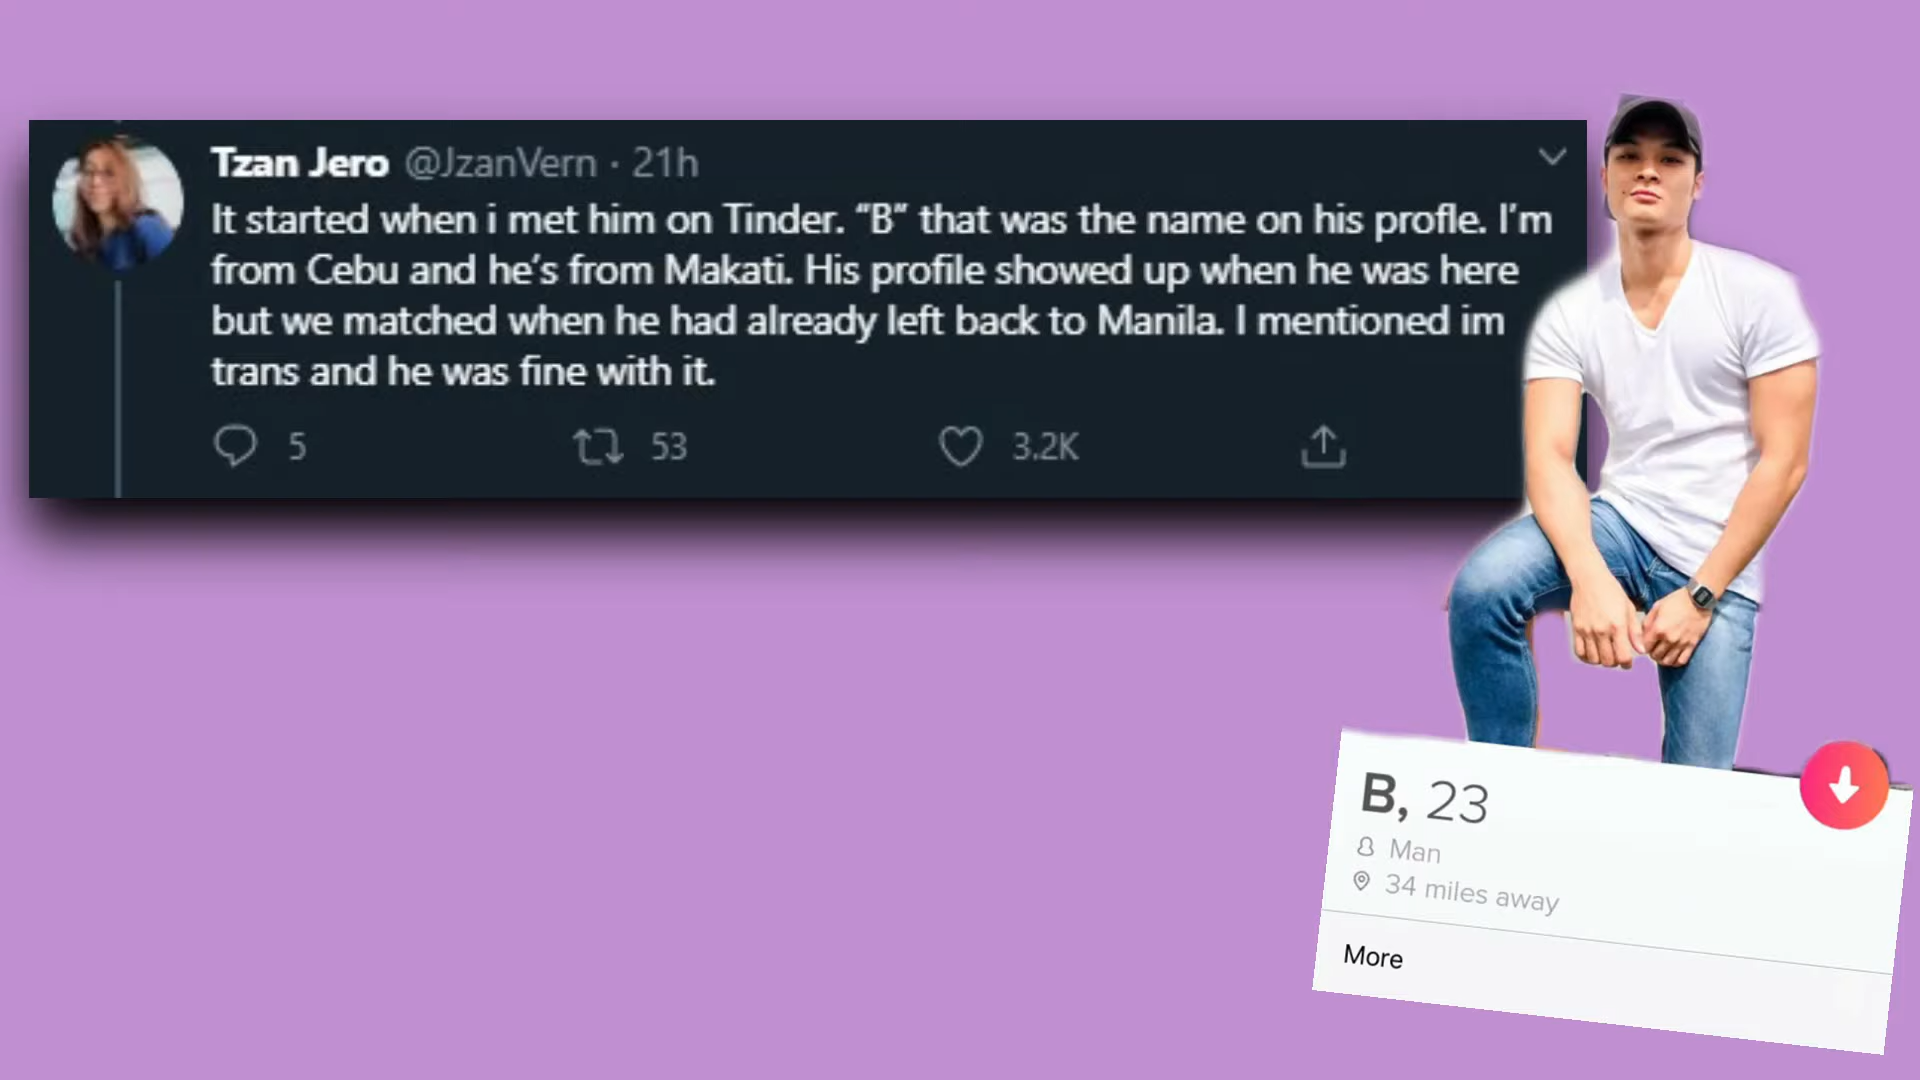 Tzan Jero @JzanVern · 21h
It started when i met him on Tinder. “B” that was the name on his profle. I’m
from Cebu and he’s from Makati. His profile showed up when he was here
but we matched when he had already left back to Manila. I mentioned im
trans and he was fine with it.
5 53 3.2K
B, 23
Man
34 miles away
More